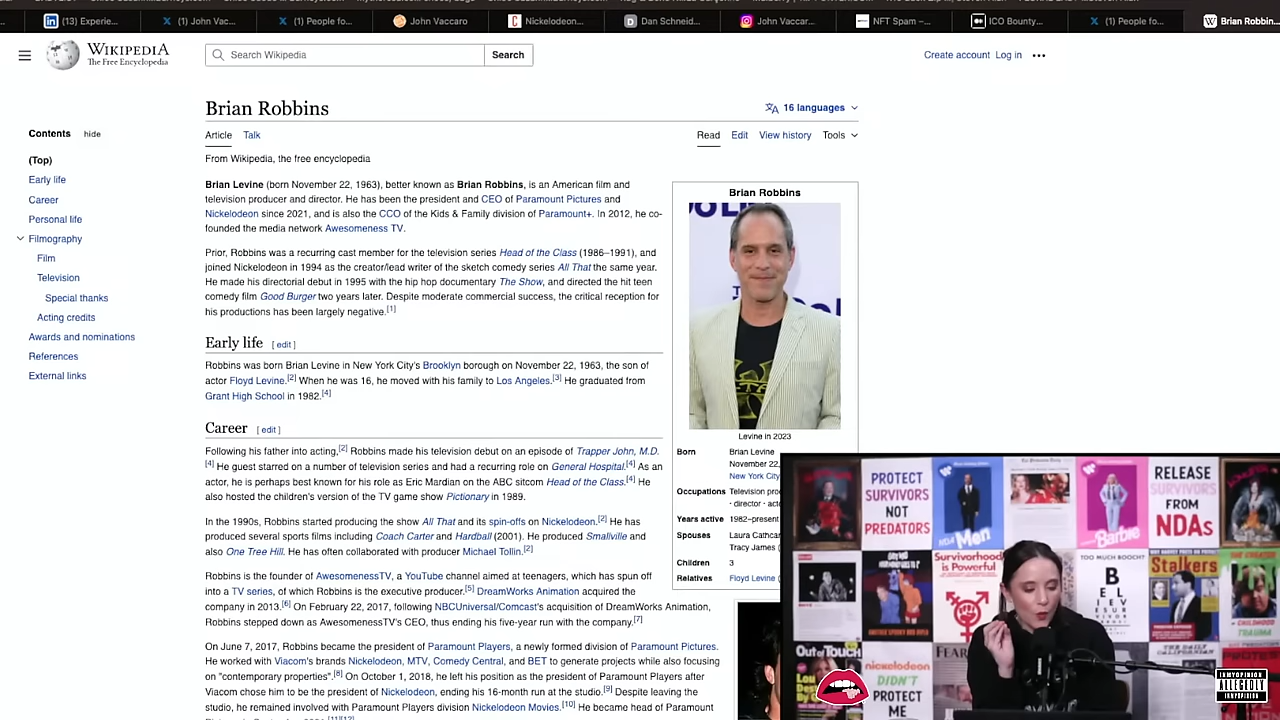 (13) Experie...
(1) John Vac...
(1) People fo...
John Vaccaro
Nickelodeon...
Dan Schneid...
John Vaccar...
NFT Spam –...
ICO Bounty...
(1) People fo...
Brian Robbin...
WIKIPEDIA
The Free Encyclopedia
Search Wikipedia
Search
Create account Log in
Brian Robbins
16 languages
Contents hide
Article Talk
Read Edit View history Tools
From Wikipedia, the free encyclopedia
(Top)
Early life
Career
Personal life
Filmography
Film
Television
Special thanks
Acting credits
Awards and nominations
References
External links
Brian Levine (born November 22, 1963), better known as Brian Robbins, is an American film and
television producer and director. He has been the president and CEO of Paramount Pictures and
Nickelodeon since 2021, and is also the CCO of the Kids & Family division of Paramount+. In 2012, he co-
founded the media network Awesomeness TV.
Prior, Robbins was a recurring cast member for the television series Head of the Class (1986–1991), and
joined Nickelodeon in 1994 as the creator/lead writer of the sketch comedy series All That the same year.
He made his directorial debut in 1995 with the hip hop documentary The Show, and directed the hit teen
comedy film Good Burger two years later. Despite moderate commercial success, the critical reception for
his productions has been largely negative.[1]
Early life [ edit ]
Robbins was born Brian Levine in New York City's Brooklyn borough on November 22, 1963, the son of
actor Floyd Levine.[2] When he was 16, he moved with his family to Los Angeles.[3] He graduated from
Grant High School in 1982.[4]
Career [ edit ]
Following his father into acting,[2] Robbins made his television debut on an episode of Trapper John, M.D.
[4] He guest starred on a number of television series and had a recurring role on General Hospital.[4] As an
actor, he is perhaps best known for his role as Eric Mardian on the ABC sitcom Head of the Class.[4] He
also hosted the children's version of the TV game show Pictionary in 1989.
In the 1990s, Robbins started producing the show All That and its spin-offs on Nickelodeon.[2] He has
produced several sports films including Coach Carter and Hardball (2001). He produced Smallville and
also One Tree Hill. He has often collaborated with producer Michael Tollin.[2]
Robbins is the founder of AwesomenessTV, a YouTube channel aimed at teenagers, which has spun off
into a TV series, of which Robbins is the executive producer.[5] DreamWorks Animation acquired the
company in 2013.[6] On February 22, 2017, following NBCUniversal/Comcast's acquisition of DreamWorks Animation,
Robbins stepped down as AwesomenessTV's CEO, thus ending his five-year run with the company.[7]
On June 7, 2017, Robbins became the president of Paramount Players, a newly formed division of Paramount Pictures.
He worked with Viacom's brands Nickelodeon, MTV, Comedy Central, and BET to generate projects while also focusing
on "contemporary properties".[8] On October 1, 2018, he left his position as the president of Paramount Players after
Viacom chose him to be the president of Nickelodeon, ending his 16-month run at the studio.[9] Despite leaving the
studio, he remained involved with Paramount Players division Nickelodeon Movies.[10] He became head of Paramount
Brian Robbins
Levine in 2023
Born Brian Levine
November 22,
New York City
Occupations Television pro
· director · act
Years active 1982–present
Spouses Laura Cathcar
Tracy James (
Children 3
Relatives Floyd Levine (
PROTECT
SURVIVORS
NOT
PREDATORS
NDA Men
Barbie
RELEASE
SURVIVORS
FROM
NDAs
Survivorhood
is Powerful
TOO MUCH BOOCHY
B
E L
I E V
E S U R
Stalkers
Out of TOUCH
nickelodeon
DIDN'T
PROTECT
ME
FEAR
THE DAILY
CALIFORNIAN
CHILDHOOD
TRAUMA
INMYOPINION
ALLEGEDLY
INMYOPINION